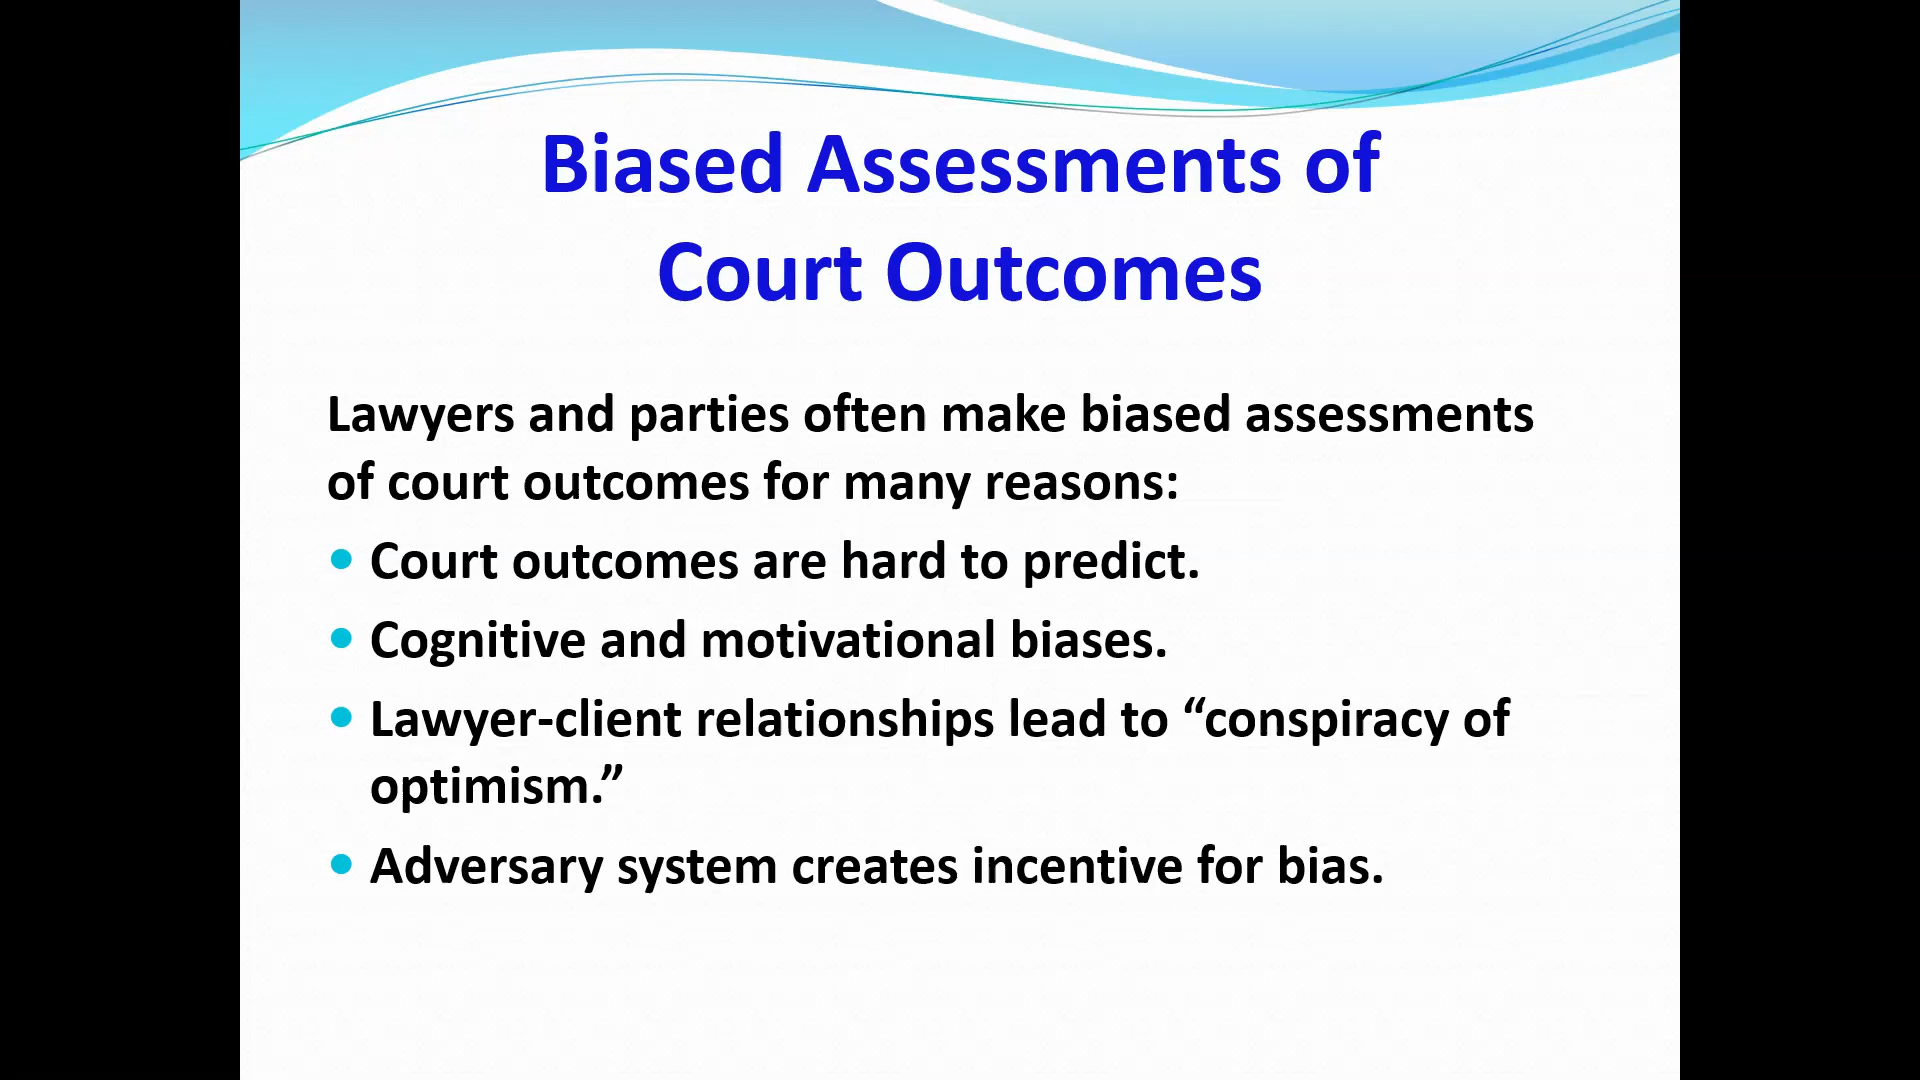 Biased Assessments of
Court Outcomes
Lawyers and parties often make biased assessments
of court outcomes for many reasons:
• Court outcomes are hard to predict.
• Cognitive and motivational biases.
• Lawyer-client relationships lead to “conspiracy of
optimism.”
• Adversary system creates incentive for bias.